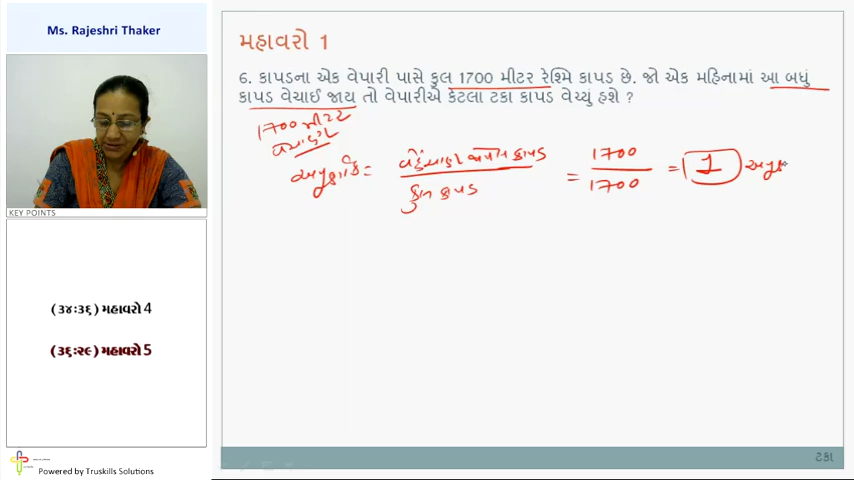 Ms. Rajeshri Thaker
મહાવરો 1
6. કાપડના એક વેપારી પાસે કુલ 1700 મીટર રેશ્મિ કાપડ છે. જો એક મહિનામાં આ બધું
કાપડ વેચાઈ જાય તો વેપારીએ કેટલા ટકા કાપડ વેચ્યું હશે ?
1700 મીટર
કાપડ
= 1700
કુલ કાપડ
1700
= 1
KEY POINTS
(૩૪:૩૬) મહાવરો 4
(૩૬:૨૯) મહાવરો 5
Powered by Truskills Solutions
ટકા